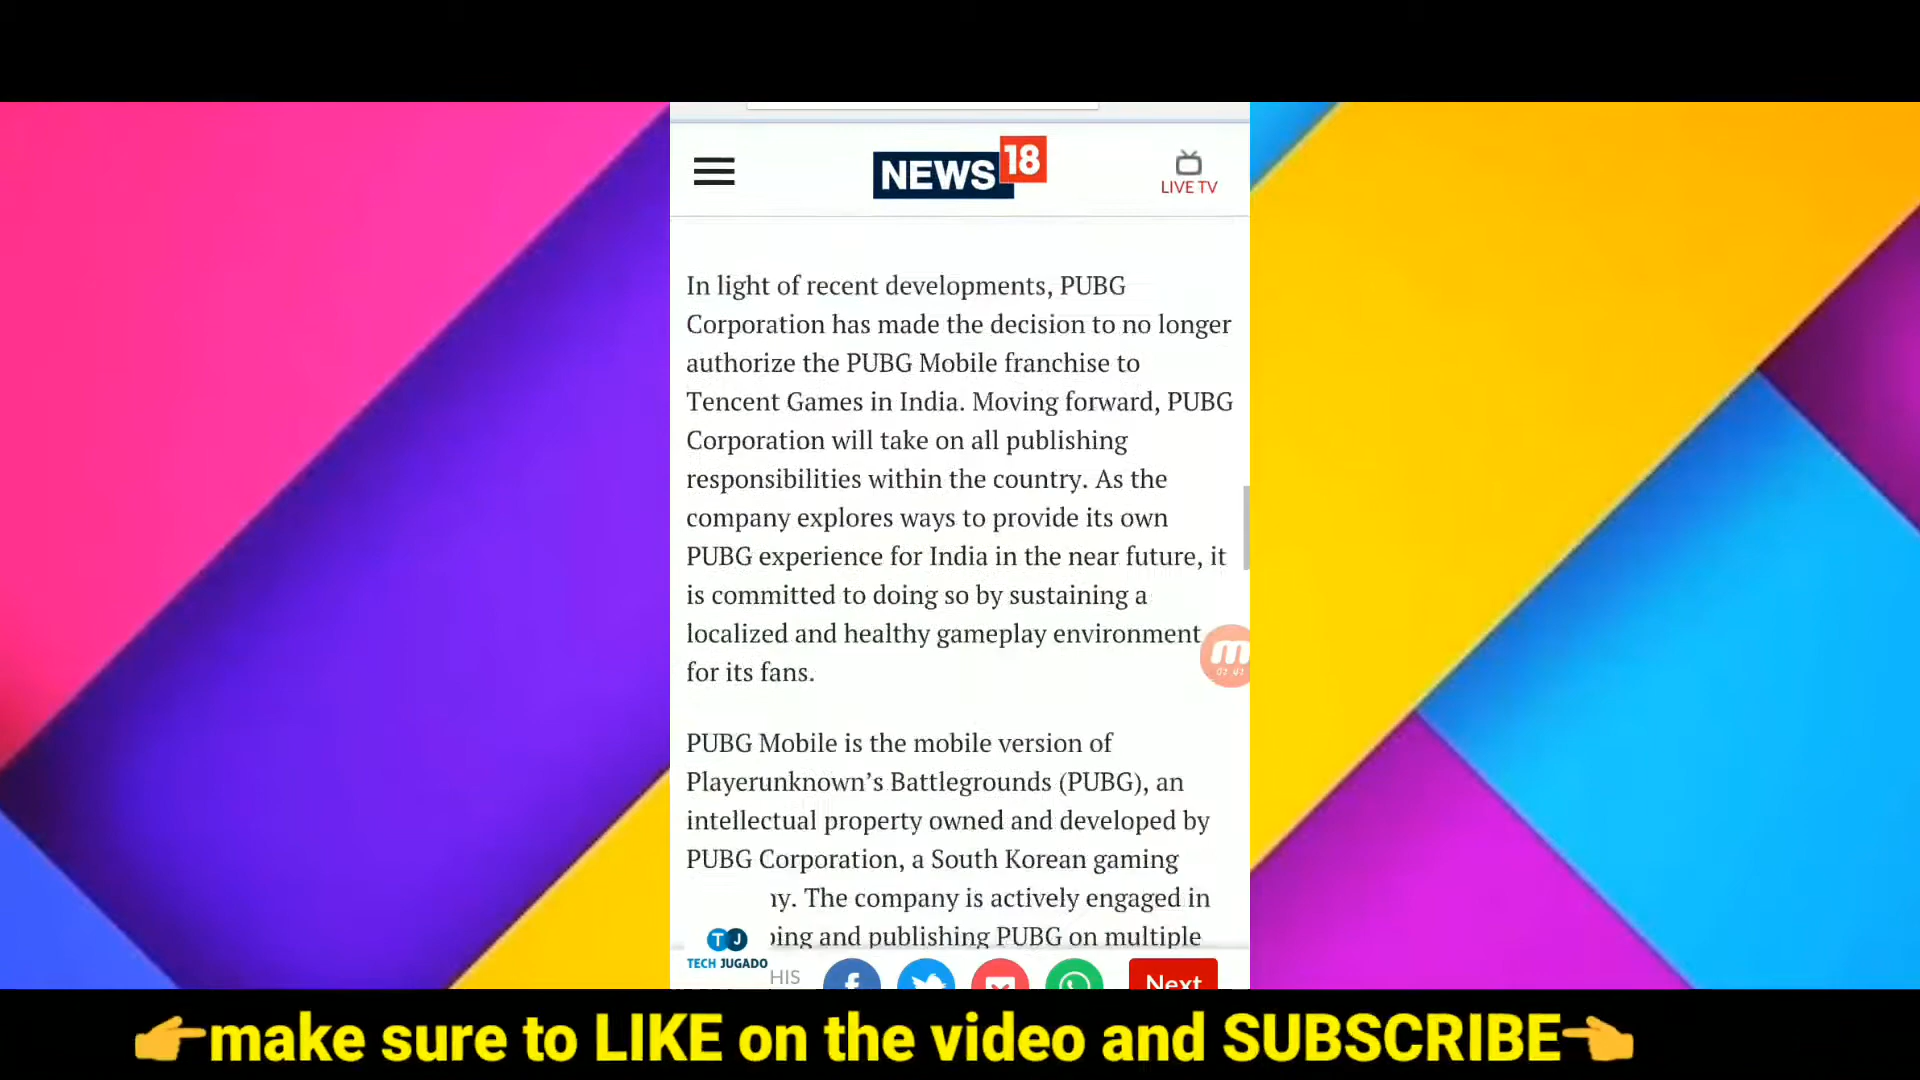 NEWS 18
LIVE TV
In light of recent developments, PUBG
Corporation has made the decision to no longer
authorize the PUBG Mobile franchise to
Tencent Games in India. Moving forward, PUBG
Corporation will take on all publishing
responsibilities within the country. As the
company explores ways to provide its own
PUBG experience for India in the near future, it
is committed to doing so by sustaining a
localized and healthy gameplay environment
for its fans.
PUBG Mobile is the mobile version of
Playerunknown's Battlegrounds (PUBG), an
intellectual property owned and developed by
PUBG Corporation, a South Korean gaming
The company is actively engaged in
and publishing PUBG on multiple
TJ
TECH JUGADO
HIS
Next
👉make sure to LIKE on the video and SUBSCRIBE👈